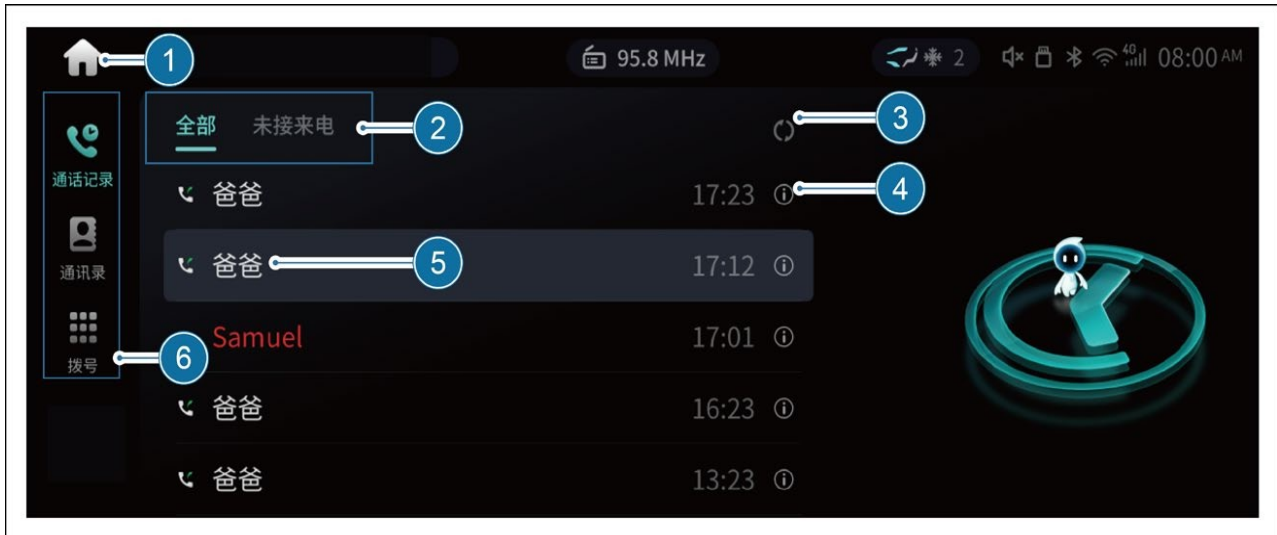 1
95.8 MHz
2
4G
08:00 AM
全部 未接来电
2
3
通话记录
爸爸 17:23
4
通讯录
爸爸 17:12
5
Samuel 17:01
拨号
6
爸爸 16:23
爸爸 13:23